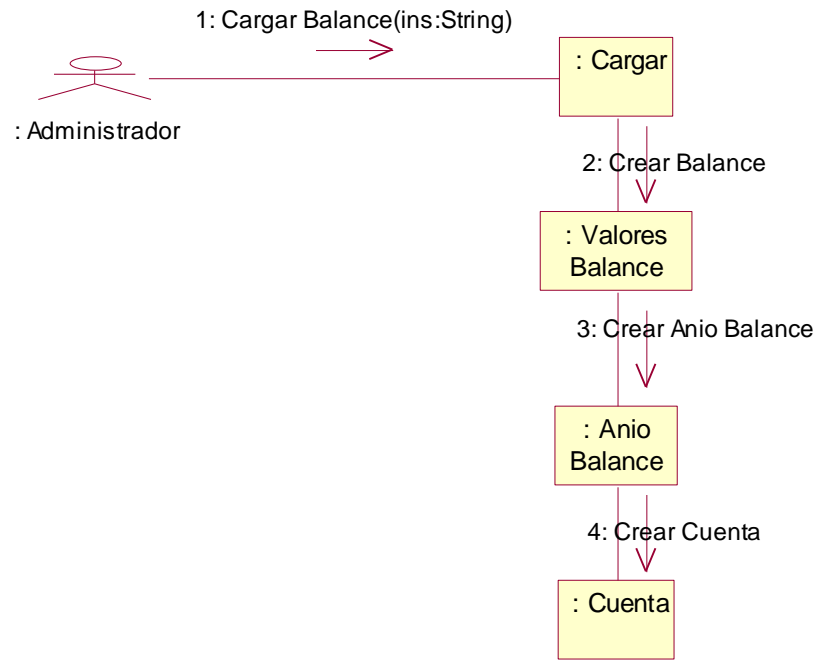 1: Cargar Balance(ins:String)
: Cargar
: Administrador
2: Crear Balance
: Valores
Balance
3: Crear Anio Balance
: Anio
Balance
4: Crear Cuenta
: Cuenta